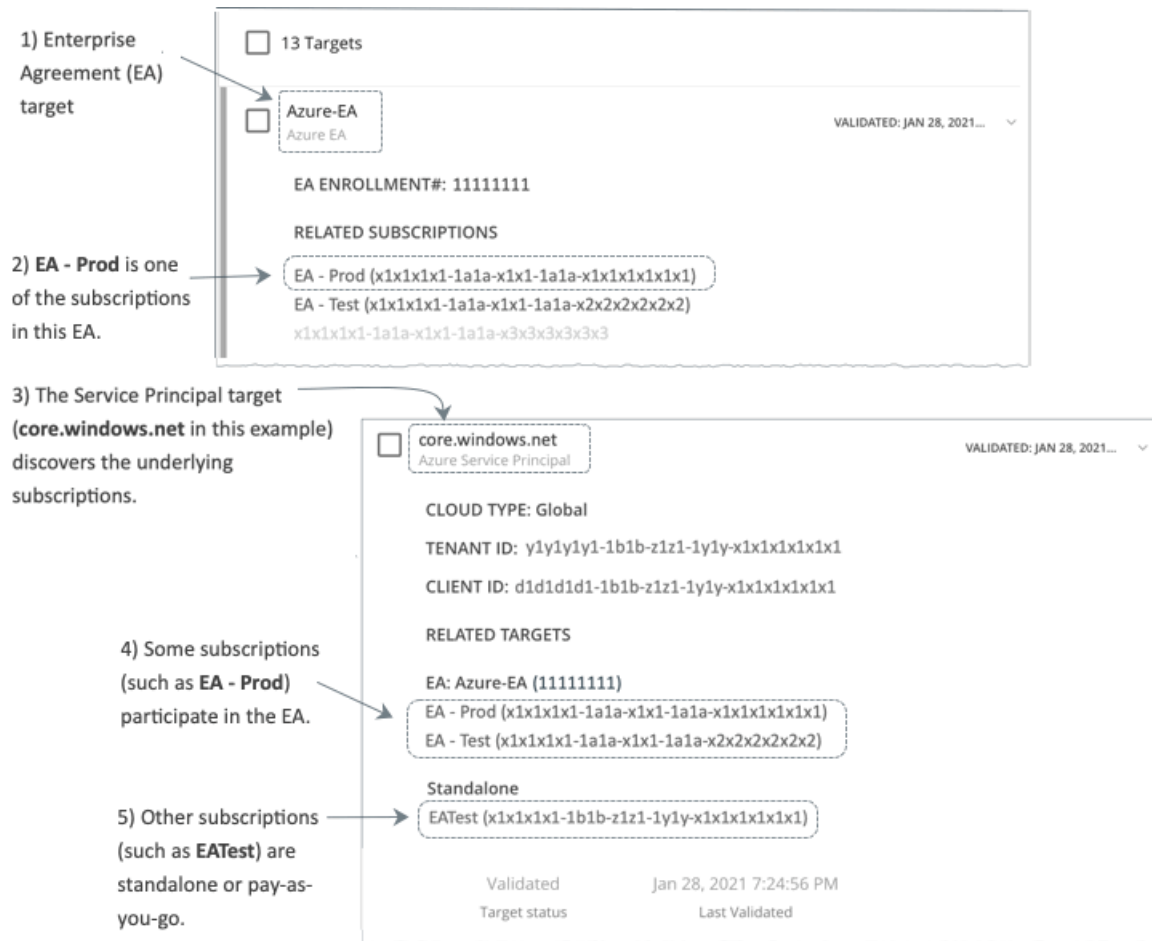 1) Enterprise
Agreement (EA)
target
13 Targets
Azure-EA
Azure EA
VALIDATED: JAN 28, 2021...
EA ENROLLMENT#: 11111111
RELATED SUBSCRIPTIONS
2) EA - Prod is one
of the subscriptions
in this EA.
EA - Prod (x1x1x1x1-1a1a-x1x1-1a1a-x1x1x1x1x1x1)
EA - Test (x1x1x1x1-1a1a-x1x1-1a1a-x2x2x2x2x2x2)
x1x1x1x1-1a1a-x1x1-1a1a-x3x3x3x3x3x3
3) The Service Principal target
(core.windows.net in this example)
discovers the underlying
subscriptions.
core.windows.net
Azure Service Principal
VALIDATED: JAN 28, 2021...
CLOUD TYPE: Global
TENANT ID: y1y1y1y1-1b1b-z1z1-1y1y-x1x1x1x1x1x1
CLIENT ID: d1d1d1d1-1b1b-z1z1-1y1y-x1x1x1x1x1x1
RELATED TARGETS
4) Some subscriptions
(such as EA - Prod)
participate in the EA.
EA: Azure-EA (11111111)
EA - Prod (x1x1x1x1-1a1a-x1x1-1a1a-x1x1x1x1x1x1)
EA - Test (x1x1x1x1-1a1a-x1x1-1a1a-x2x2x2x2x2x2)
Standalone
EATest (x1x1x1x1-1b1b-z1z1-1y1y-x1x1x1x1x1x1)
5) Other subscriptions
(such as EATest) are
standalone or pay-as-
you-go.
Validated
Jan 28, 2021 7:24:56 PM
Target status
Last Validated